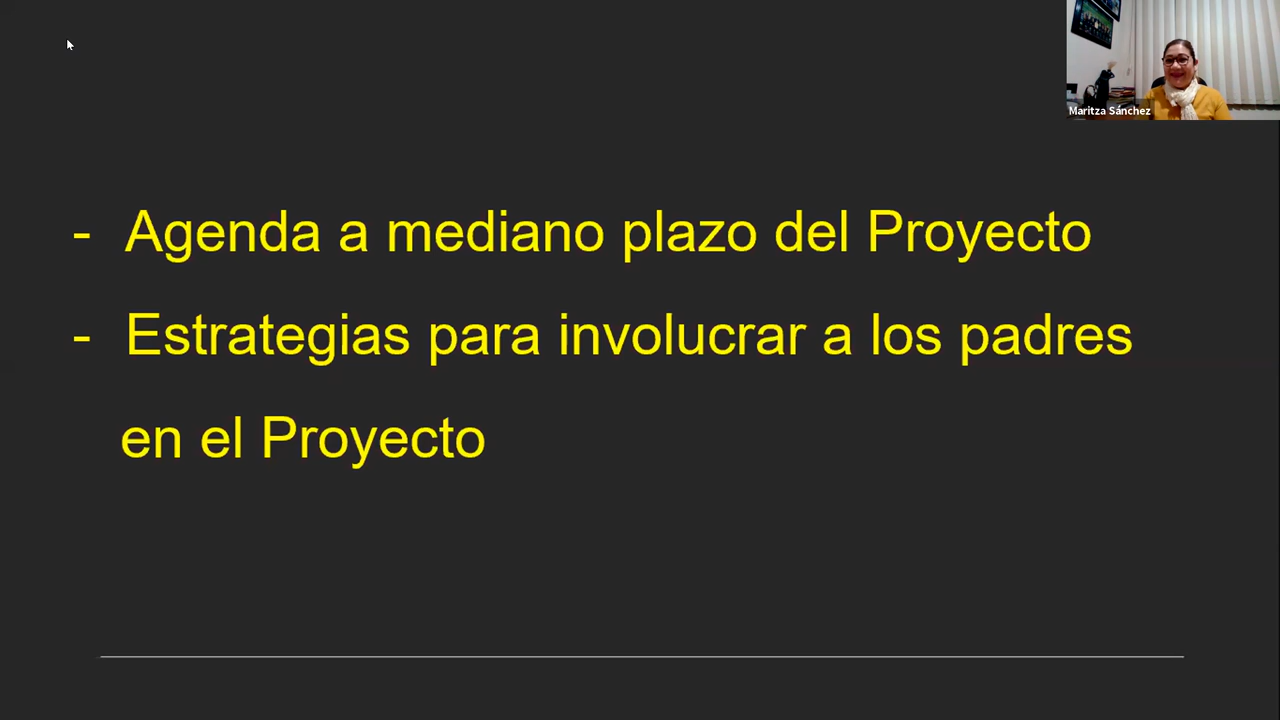 Maritza Sánchez
- Agenda a mediano plazo del Proyecto
- Estrategias para involucrar a los padres
en el Proyecto